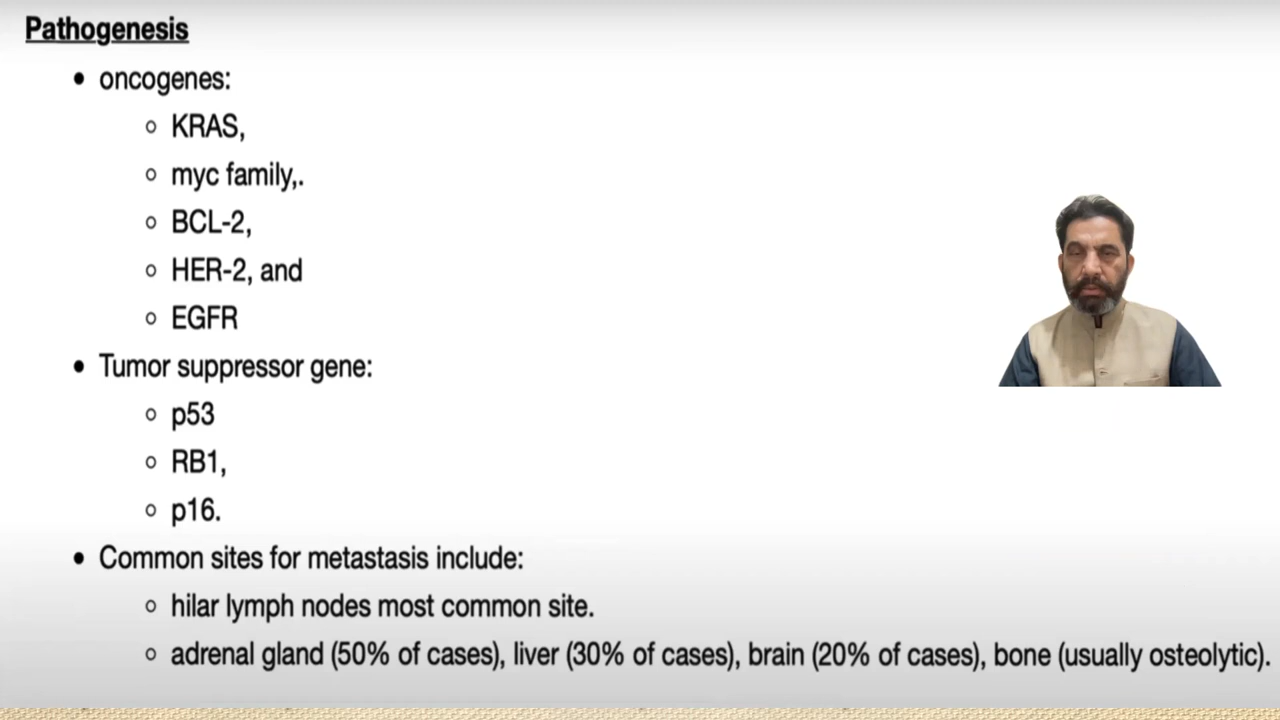 Pathogenesis
• oncogenes:
○ KRAS,
○ myc family,.
○ BCL-2,
○ HER-2, and
○ EGFR
• Tumor suppressor gene:
○ p53
○ RB1,
○ p16.
• Common sites for metastasis include:
○ hilar lymph nodes most common site.
○ adrenal gland (50% of cases), liver (30% of cases), brain (20% of cases), bone (usually osteolytic).